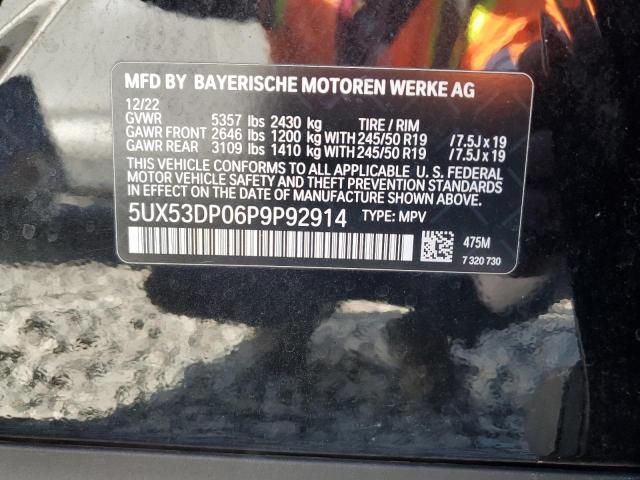 MFD BY BAYERISCHE MOTOREN WERKE AG
12/22
GVWR 5357 lbs 2430 kg TIRE / RIM
GAWR FRONT 2646 lbs 1200 kg WITH 245/50 R19 /7.5J x 19
GAWR REAR 3109 lbs 1410 kg WITH 245/50 R19 /7.5J x 19
THIS VEHICLE CONFORMS TO ALL APPLICABLE U. S. FEDERAL
MOTOR VEHICLE SAFETY AND THEFT PREVENTION STANDARDS
IN EFFECT ON THE DATE OF MANUFACTURE SHOWN ABOVE.
5UX53DP06P9P92914 TYPE: MPV
475M
7 320 730